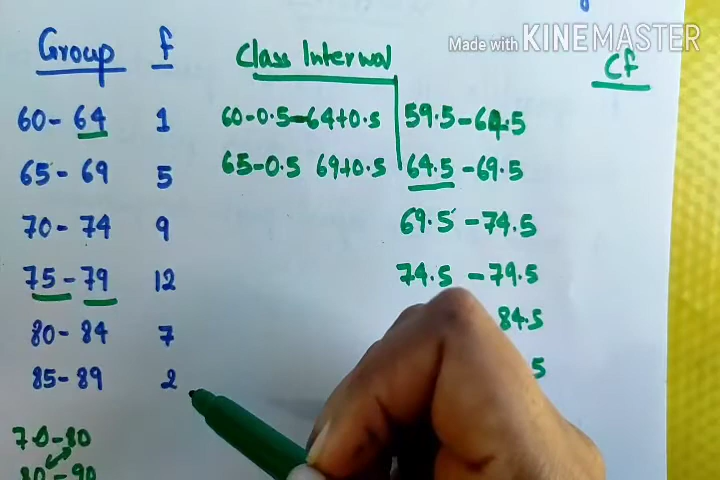 Made with KINEMASTER
Group f Class Interval Cf
60-64 1 60-0.5-64+0.5 59.5-64.5
65-69 5 65-0.5 69+0.5 64.5-69.5
70-74 9 69.5-74.5
75-79 12 74.5-79.5
80-84 7 84.5
85-89 2 5
70-80
80-90